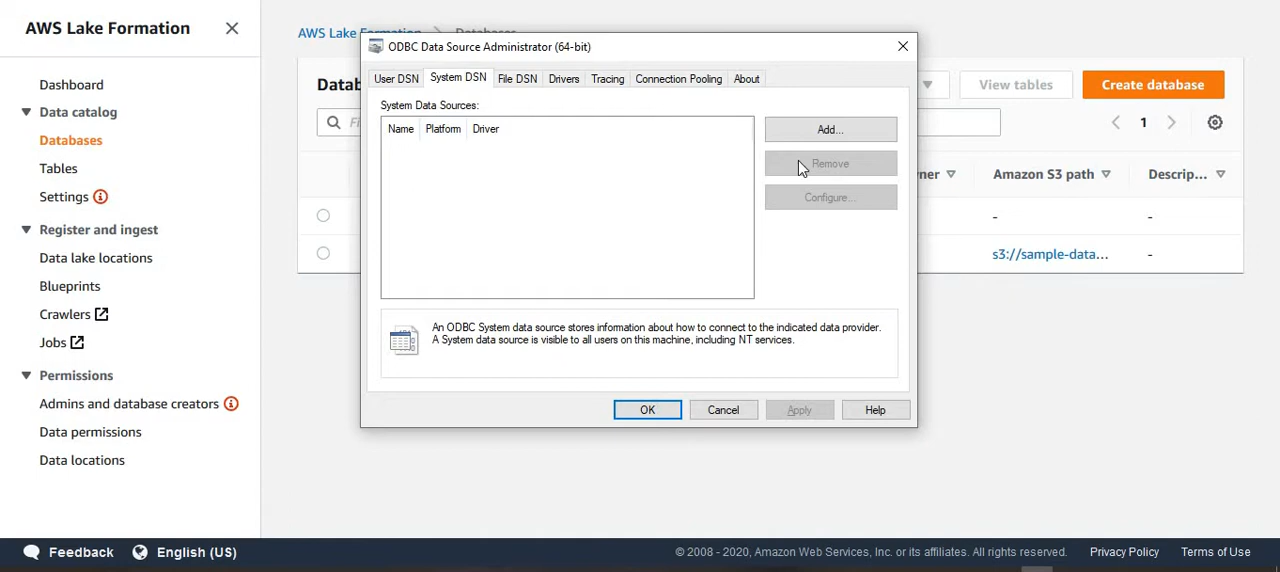 AWS Lake Formation
Dashboard
Data catalog
Databases
Tables
Settings
Register and ingest
Data lake locations
Blueprints
Crawlers
Jobs
Permissions
Admins and database creators
Data permissions
Data locations
AWS Lake Formation
Databases
Datab
View tables
Create database
1
ner
Amazon S3 path
Descrip...
-
-
s3://sample-data...
-
ODBC Data Source Administrator (64-bit)
User DSN
System DSN
File DSN
Drivers
Tracing
Connection Pooling
About
System Data Sources:
Name
Platform
Driver
Add...
Remove
Configure...
An ODBC System data source stores information about how to connect to the indicated data provider.
A System data source is visible to all users on this machine, including NT services.
OK
Cancel
Apply
Help
Feedback
English (US)
© 2008 - 2020, Amazon Web Services, Inc. or its affiliates. All rights reserved.
Privacy Policy
Terms of Use